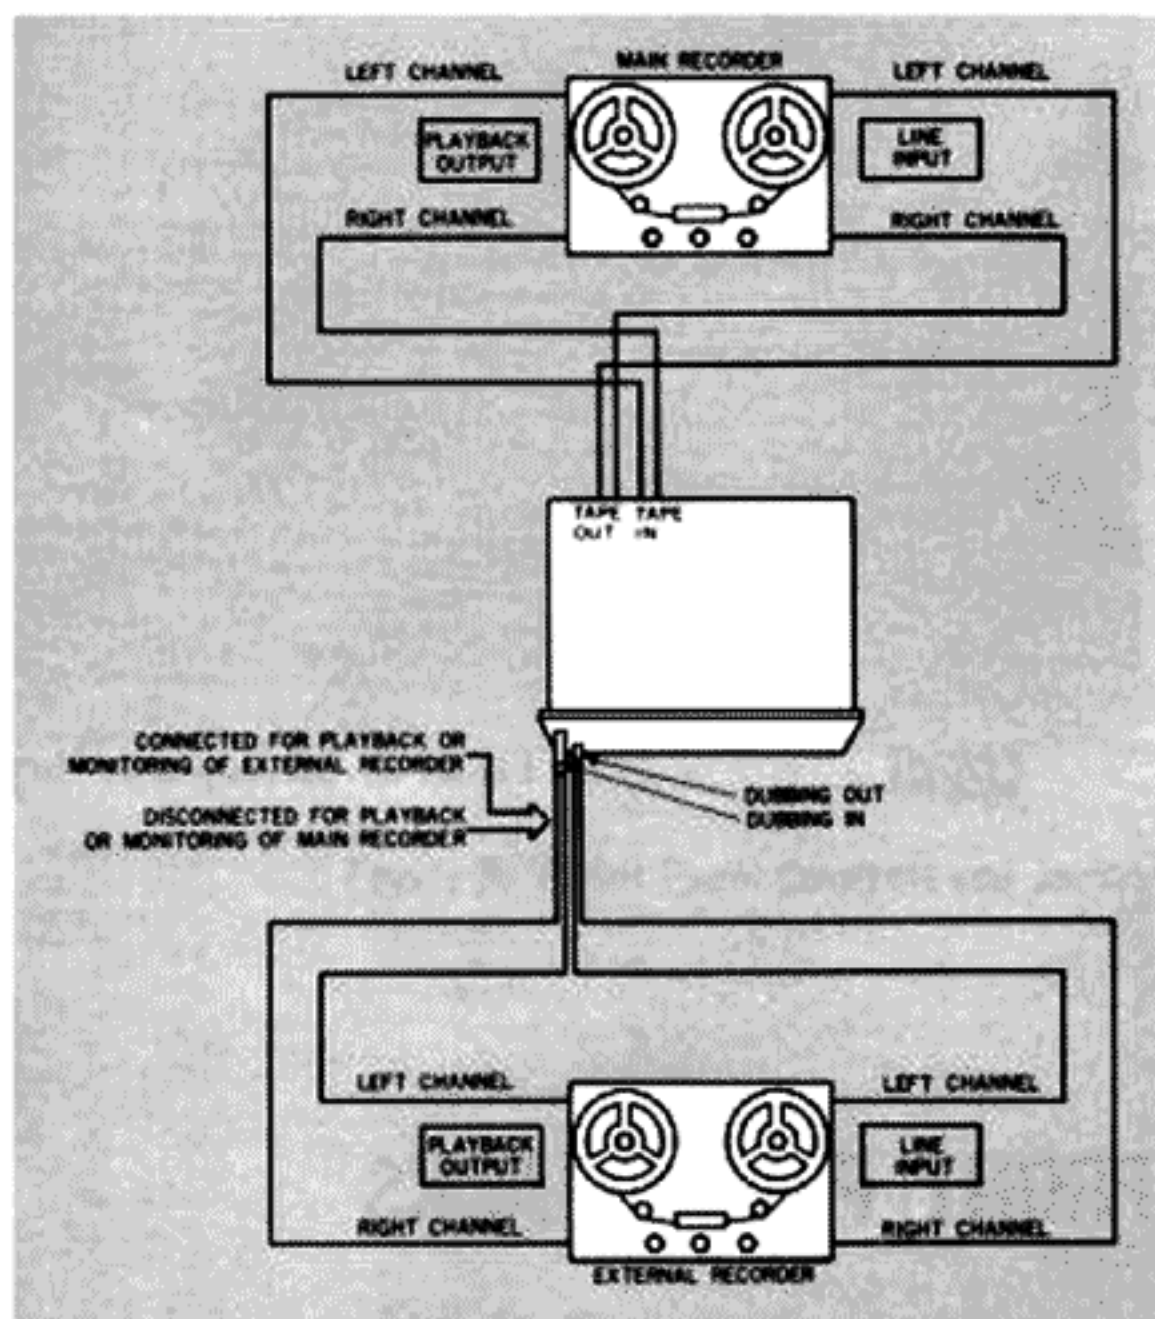 MAIN RECORDER
LEFT CHANNEL
LEFT CHANNEL
PLAYBACK
OUTPUT
LINE
INPUT
RIGHT CHANNEL
RIGHT CHANNEL
TAPE TAPE
OUT IN
CONNECTED FOR PLAYBACK OR
MONITORING OF EXTERNAL RECORDER
DISCONNECTED FOR PLAYBACK
OR MONITORING OF MAIN RECORDER
DUBBING OUT
DUBBING IN
LEFT CHANNEL
LEFT CHANNEL
PLAYBACK
OUTPUT
LINE
INPUT
RIGHT CHANNEL
RIGHT CHANNEL
EXTERNAL RECORDER